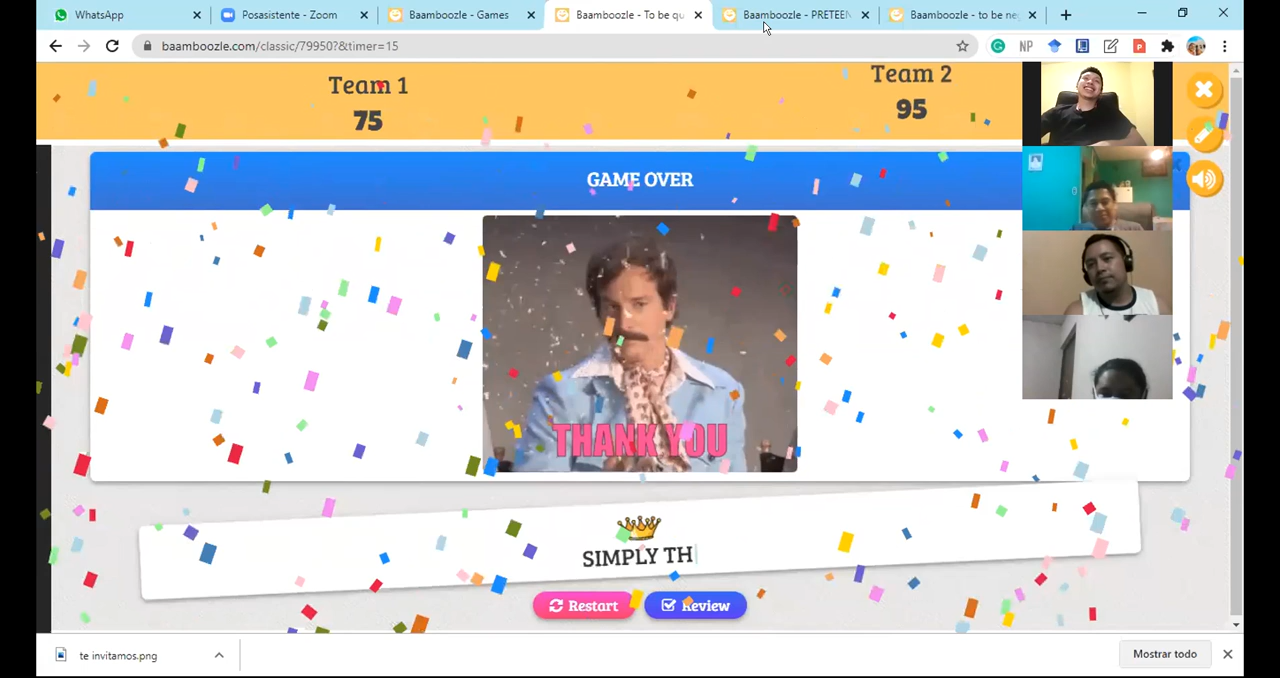 WhatsApp
Posasistente - Zoom
Baamboozle - Games
Baamboozle - To be qu
Baamboozle - PRETEEN
Baamboozle - to be ne
baamboozle.com/classic/79950?&timer=15
NP
Team 1
75
Team 2
95
GAME OVER
THANK YOU
SIMPLY TH
Restart
Review
te invitamos.png
Mostrar todo